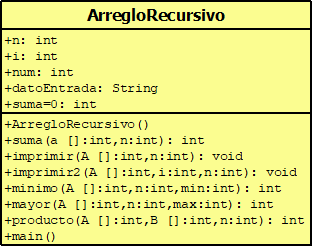 ArregloRecursivo
+n: int
+i: int
+num: int
+datoEntrada: String
+suma=0: int
+ArregloRecursivo()
+suma(a []:int,n:int): int
+imprimir(A []:int,n:int): void
+imprimir2(A []:int,i:int,n:int): void
+minimo(A []:int,n:int,min:int): int
+mayor(A []:int,n:int,max:int): int
+producto(A []:int,B []:int,n:int): int
+main()